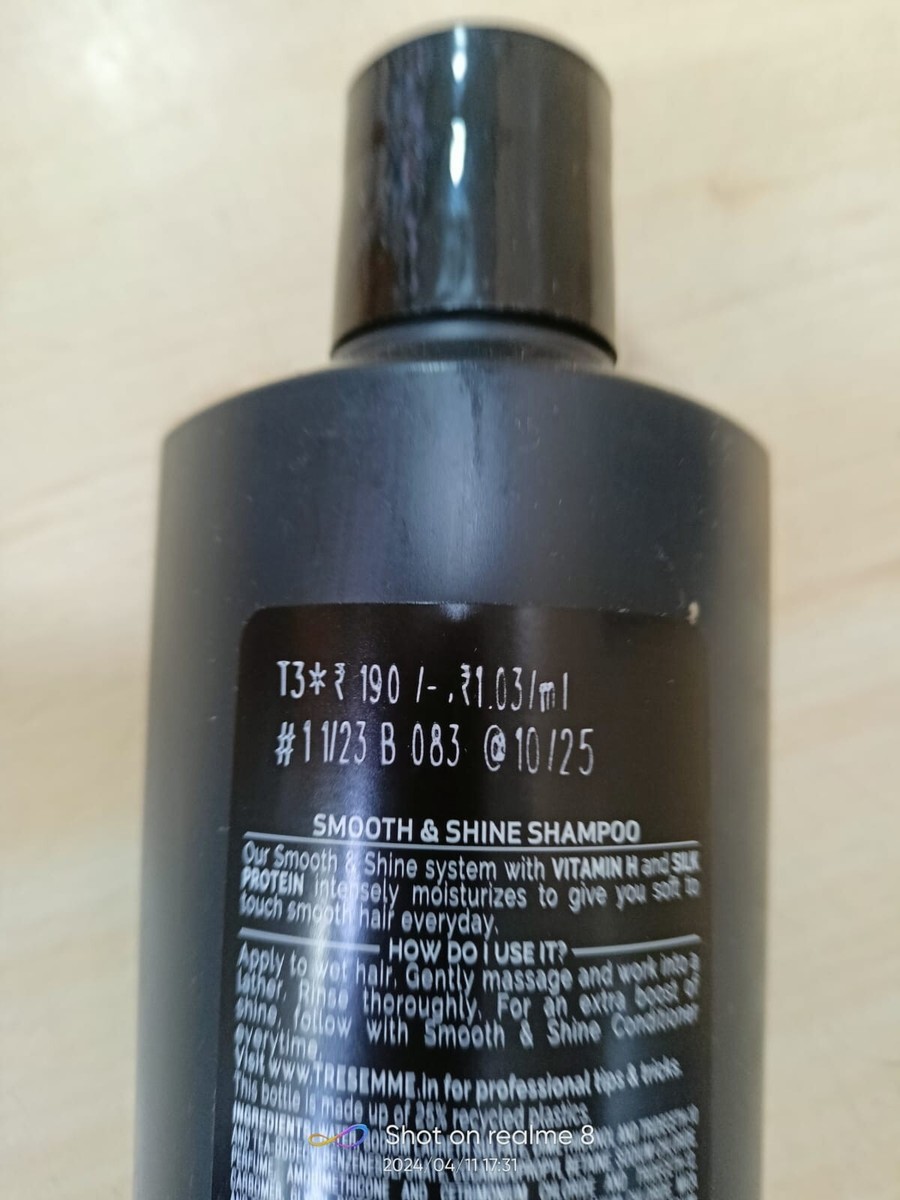 T3*₹ 190 /- ,₹1.03/ml
#11/23 B 083 @10/25
SMOOTH & SHINE SHAMPOO
Our Smooth & Shine system with VITAMIN H and SILK
PROTEIN intensely moisturizes to give you soft to
touch smooth hair everyday.
HOW DO I USE IT?
Apply to wet hair. Gently massage and work into a
lather. Rinse thoroughly. For an extra boost of
shine, follow with Smooth & Shine Conditioner
everytime.
Visit www.TRESEMME.in for professional tips & tricks.
This bottle is made up of 25% recycled plastics.
Shot on realme 8
2024/04/11 17:31